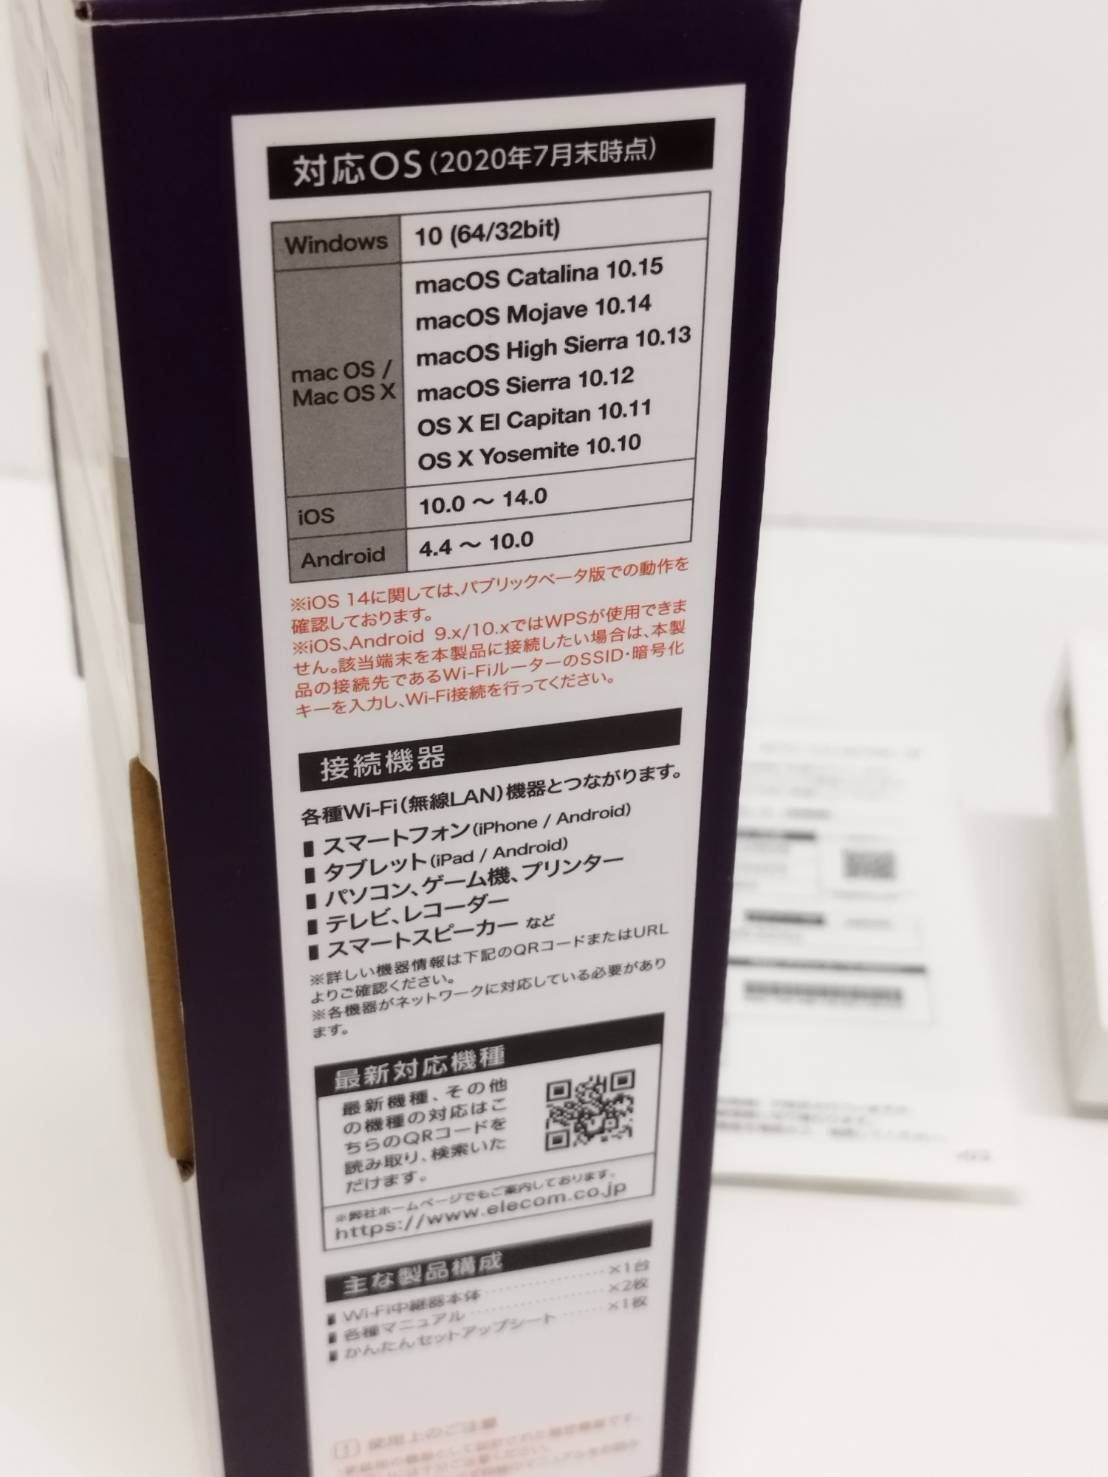 対応OS(2020年7月末時点)
Windows 10 (64/32bit)
mac OS / Mac OS X
macOS Catalina 10.15
macOS Mojave 10.14
macOS High Sierra 10.13
macOS Sierra 10.12
OS X El Capitan 10.11
OS X Yosemite 10.10
iOS 10.0 〜 14.0
Android 4.4 〜 10.0
※iOS 14に関しては、パブリックベータ版での動作を
確認しております。
※iOS、Android 9.x/10.xではWPSが使用できま
せん。該当端末を本製品に接続したい場合は、本製
品の接続先であるWi-FiルーターのSSID・暗号化
キーを入力し、Wi-Fi接続を行ってください。
接続機器
各種Wi-Fi(無線LAN)機器とつながります。
スマートフォン(iPhone / Android)
タブレット(iPad / Android)
パソコン、ゲーム機、プリンター
テレビ、レコーダー
スマートスピーカー など
※詳しい機器情報は下記のQRコードまたはURL
よりご確認ください。
※各機器がネットワークに対応している必要があり
ます。
最新対応機種
最新機種、その他
の機種の対応はこ
ちらのQRコードを
読み取り、検索いた
だけます。
※弊社ホームページでもご案内しております。
https://www.elecom.co.jp
主な製品構成
Wi-Fi中継器本体 ×1台
各種マニュアル ×2枚
かんたんセットアップシート ×1枚
使用上のご注意